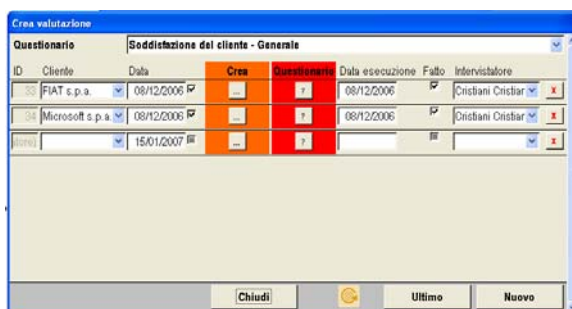 Crea valutazione
Questionario Soddisfazione del cliente - Generale
ID Cliente Data Crea Questionario Data esecuzione Fatto Intervistatore
33 FIAT s.p.a. 08/12/2006 ... ? 08/12/2006 Cristiani Cristiar x
34 Microsoft s.p.a. 08/12/2006 ... ? 08/12/2006 Cristiani Cristiar x
15/01/2007 ... ? x
Chiudi Ultimo Nuovo